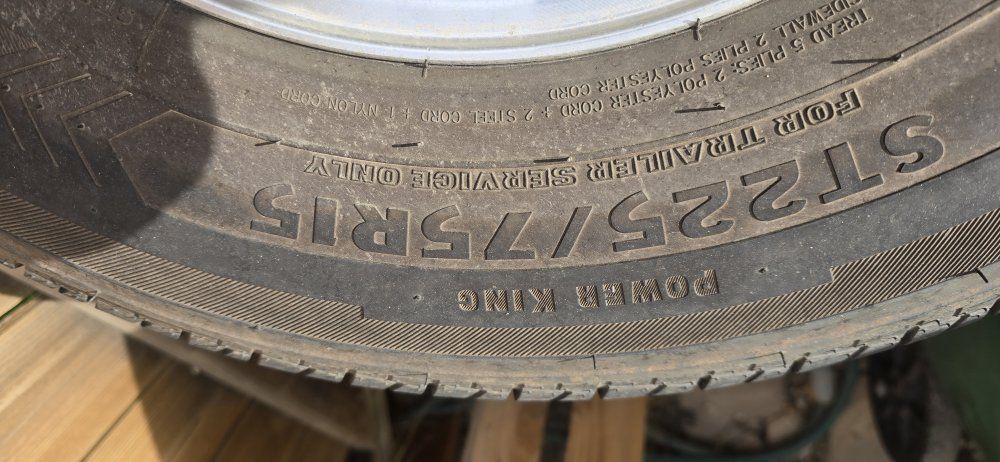 POWER KING
ST225/75R15
FOR TRAILER SERVICE ONLY
TREAD 5 PLIES: 2 POLYESTER CORD + 2 STEEL CORD + 1 NYLON CORD
SIDEWALL 2 PLIES POLYESTER CORD